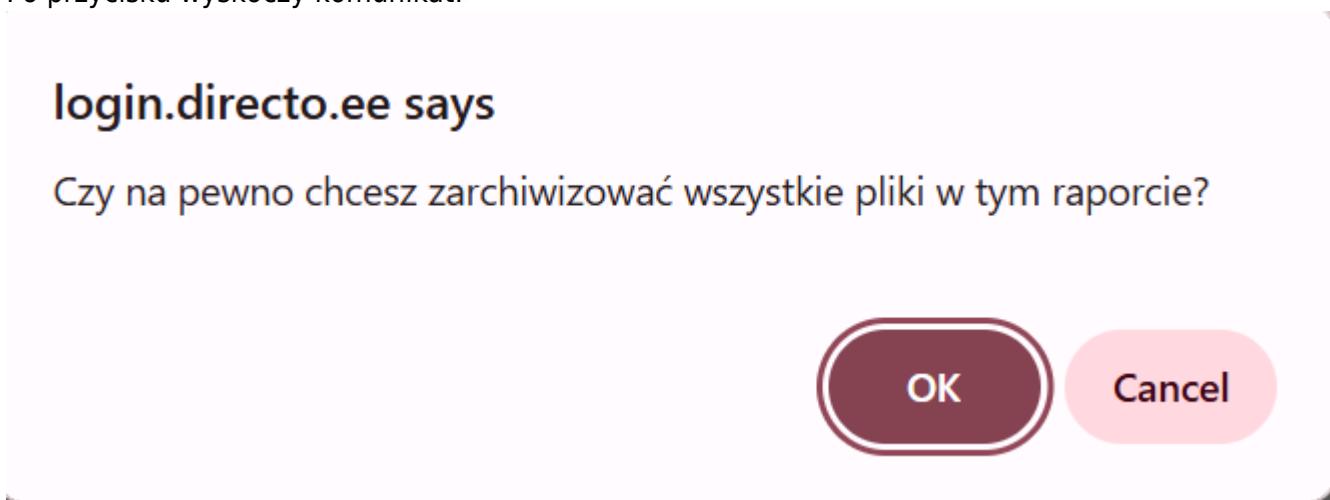 login.directo.ee says
Czy na pewno chcesz zarchiwizować wszystkie pliki w tym raporcie?
OK
Cancel